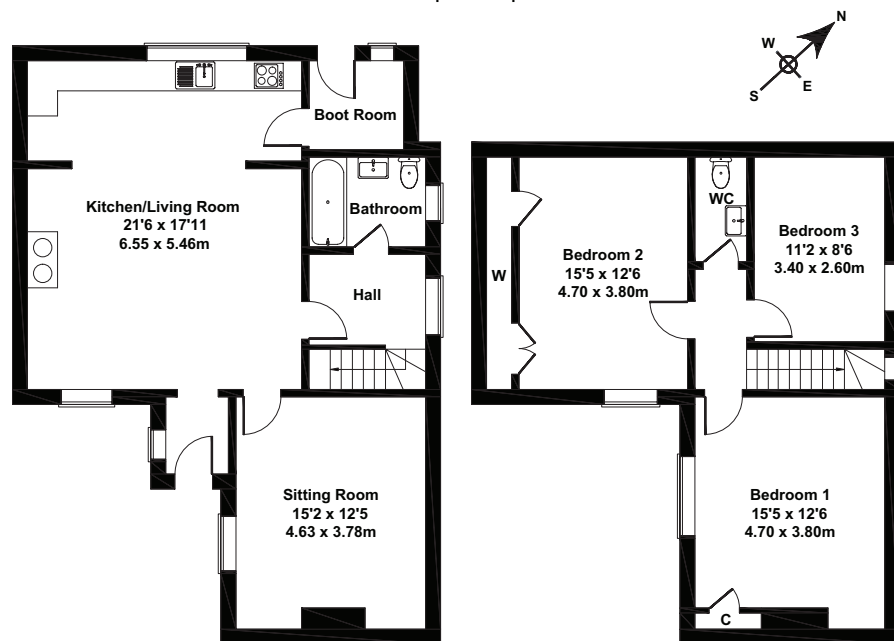 N
W
E
S
Boot Room
Kitchen/Living Room
21'6 x 17'11
6.55 x 5.46m
Bathroom
Hall
Sitting Room
15'2 x 12'5
4.63 x 3.78m
W
Bedroom 2
15'5 x 12'6
4.70 x 3.80m
WC
Bedroom 3
11'2 x 8'6
3.40 x 2.60m
Bedroom 1
15'5 x 12'6
4.70 x 3.80m
C